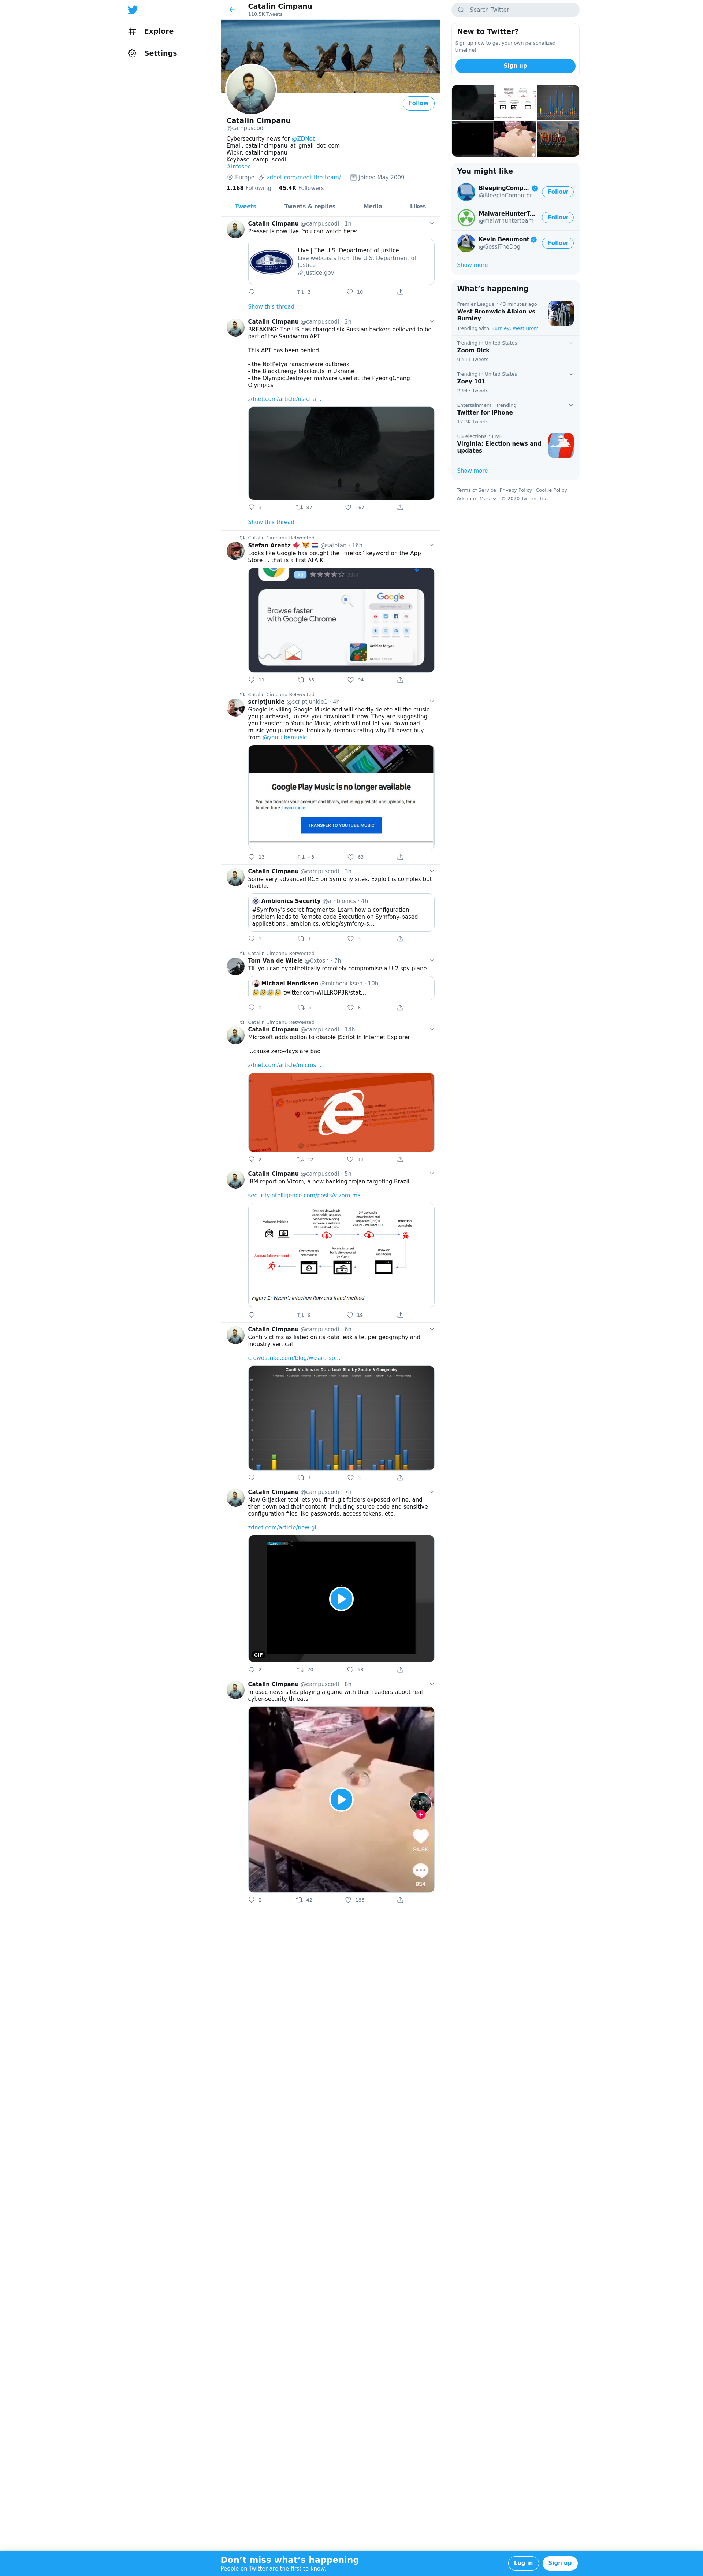 Explore
Settings
Catalin Cimpanu
110.5K Tweets
Follow
Catalin Cimpanu
@campuscodi
Cybersecurity news for @ZDNet
Email: catalincimpanu_at_gmail_dot_com
Wickr: catalincimpanu
Keybase: campuscodi
#infosec
Europe zdnet.com/meet-the-team/... Joined May 2009
1,168 Following 45.4K Followers
Tweets Tweets & replies Media Likes
Catalin Cimpanu @campuscodi · 1h
Presser is now live. You can watch here:
Live | The U.S. Department of Justice
Live webcasts from the U.S. Department of
Justice
justice.gov
3 10
Show this thread
Catalin Cimpanu @campuscodi · 2h
BREAKING: The US has charged six Russian hackers believed to be
part of the Sandworm APT
This APT has been behind:
- the NotPetya ransomware outbreak
- the BlackEnergy blackouts in Ukraine
- the OlympicDestroyer malware used at the PyeongChang
Olympics
zdnet.com/article/us-cha...
3 87 167
Show this thread
Catalin Cimpanu Retweeted
Stefan Arentz 🍁 🦊 🇳🇱 @satefan · 16h
Looks like Google has bought the "firefox" keyword on the App
Store ... that is a first AFAIK.
Browse faster
with Google Chrome
Google
Articles for you
11 35 94
Catalin Cimpanu Retweeted
scriptjunkie @scriptjunkie1 · 4h
Google is killing Google Music and will shortly delete all the music
you purchased, unless you download it now. They are suggesting
you transfer to Youtube Music, which will not let you download
music you purchase. Ironically demonstrating why I'll never buy
from @youtubemusic
Google Play Music is no longer available
You can transfer your account and library, including playlists and uploads, for a
limited time. Learn more
TRANSFER TO YOUTUBE MUSIC
13 43 63
Catalin Cimpanu @campuscodi · 3h
Some very advanced RCE on Symfony sites. Exploit is complex but
doable.
Ambionics Security @ambionics · 4h
#Symfony's secret fragments: Learn how a configuration
problem leads to Remote code Execution on Symfony-based
applications : ambionics.io/blog/symfony-s...
1 1 3
Catalin Cimpanu Retweeted
Tom Van de Wiele @0xtosh · 7h
TIL you can hypothetically remotely compromise a U-2 spy plane
Michael Henriksen @michenriksen · 10h
twitter.com/WILLROP3R/stat...
1 5 8
Catalin Cimpanu Retweeted
Catalin Cimpanu @campuscodi · 14h
Microsoft adds option to disable JScript in Internet Explorer
...cause zero-days are bad
zdnet.com/article/micros...
2 12 34
Catalin Cimpanu @campuscodi · 5h
IBM report on Vizom, a new banking trojan targeting Brazil
securityintelligence.com/posts/vizom-ma...
Figure 1: Vizom's infection flow and fraud method
9 19
Catalin Cimpanu @campuscodi · 6h
Conti victims as listed on its data leak site, per geography and
industry vertical
crowdstrike.com/blog/wizard-sp...
Conti Victims on Data Leak Site by Sector & Geography
1 3
Catalin Cimpanu @campuscodi · 7h
New Gitjacker tool lets you find .git folders exposed online, and
then download their content, including source code and sensitive
configuration files like passwords, access tokens, etc.
zdnet.com/article/new-gi...
GIF
2 20 66
Catalin Cimpanu @campuscodi · 8h
Infosec news sites playing a game with their readers about real
cyber-security threats
84.0K
854
2 42 186
Search Twitter
New to Twitter?
Sign up now to get your own personalized
timeline!
Sign up
You might like
BleepingComp...
@BleepinComputer
Follow
MalwareHunterT...
@malwrhunterteam
Follow
Kevin Beaumont
@GossiTheDog
Follow
Show more
What's happening
Premier League · 43 minutes ago
West Bromwich Albion vs
Burnley
Trending with Burnley, West Brom
Trending in United States
Zoom Dick
9,511 Tweets
Trending in United States
Zoey 101
2,947 Tweets
Entertainment · Trending
Twitter for iPhone
12.3K Tweets
US elections · LIVE
Virginia: Election news and
updates
Show more
Terms of Service Privacy Policy Cookie Policy
Ads info More © 2020 Twitter, Inc.
Don't miss what's happening
People on Twitter are the first to know.
Log in
Sign up